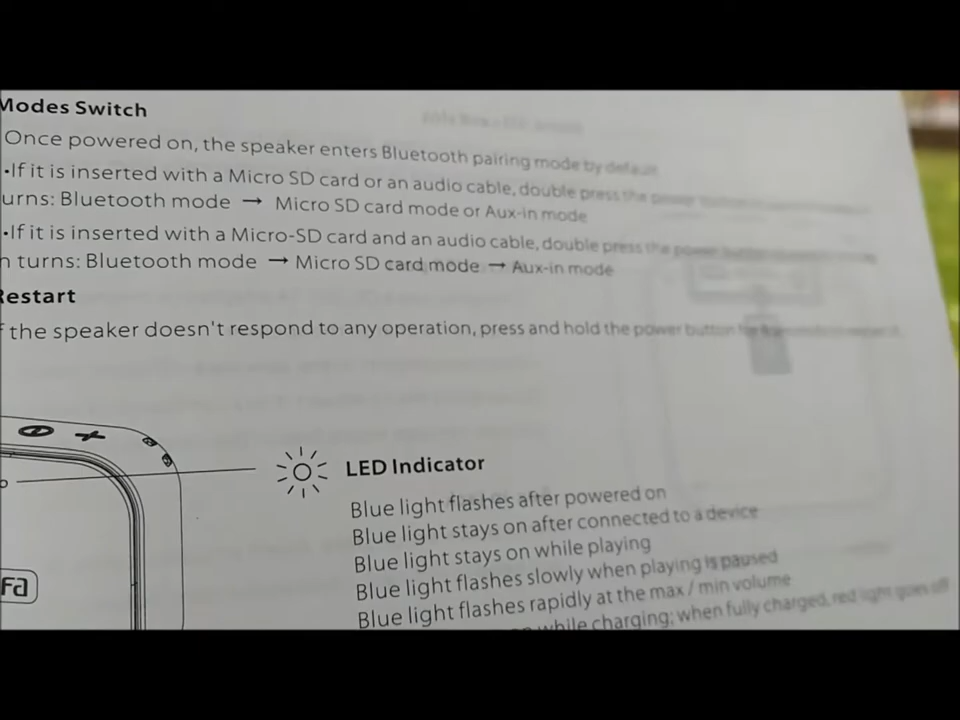 Modes Switch
Once powered on, the speaker enters Bluetooth pairing mode by default.
•If it is inserted with a Micro SD card or an audio cable, double press the power button
urns: Bluetooth mode → Micro SD card mode or Aux-in mode
•If it is inserted with a Micro-SD card and an audio cable, double press the power button
n turns: Bluetooth mode → Micro SD card mode → Aux-in mode
Restart
f the speaker doesn't respond to any operation, press and hold the power button for
LED Indicator
Blue light flashes after powered on
Blue light stays on after connected to a device
Blue light stays on while playing
Blue light flashes slowly when playing is paused
Fa
Blue light flashes rapidly at the max / min volume
while charging; when fully charged, red light goes off